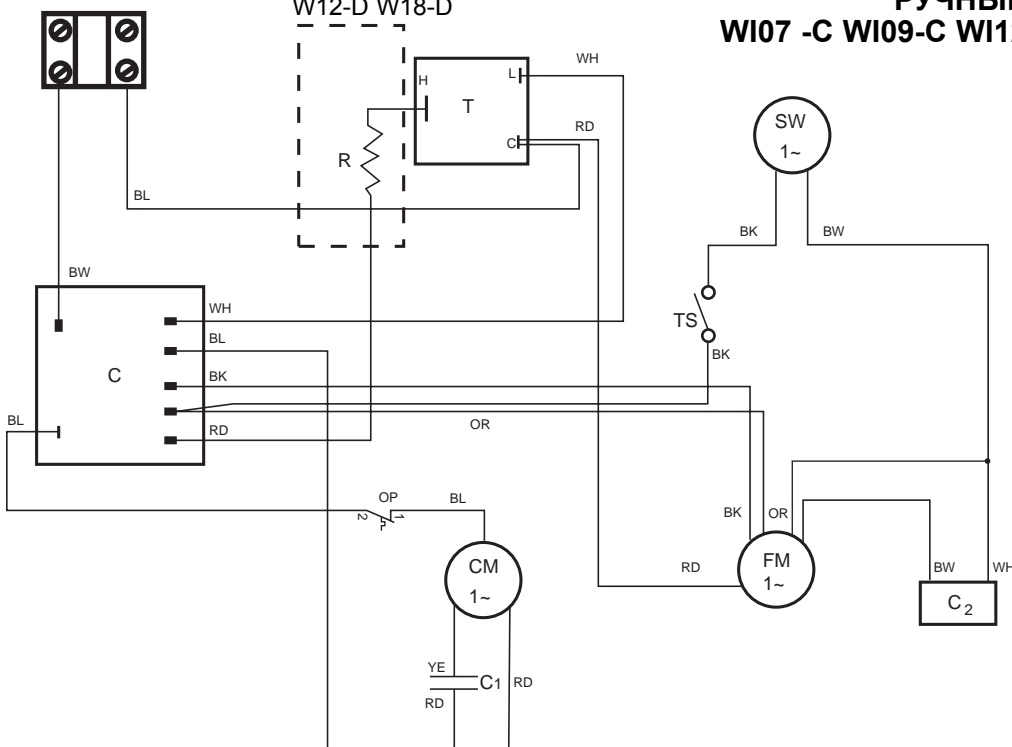 W12-D W18-D
WI07 -C WI09-C
H
L
WH
T
C
RD
R
BL
SW
1~
BK
BW
BW
TS
WH
BL
BK
C
BK
BL
RD
OR
OP
BL
2
1
BK
OR
CM
1~
RD
FM
1~
BW
WH
C2
YE
C1
RD
RD